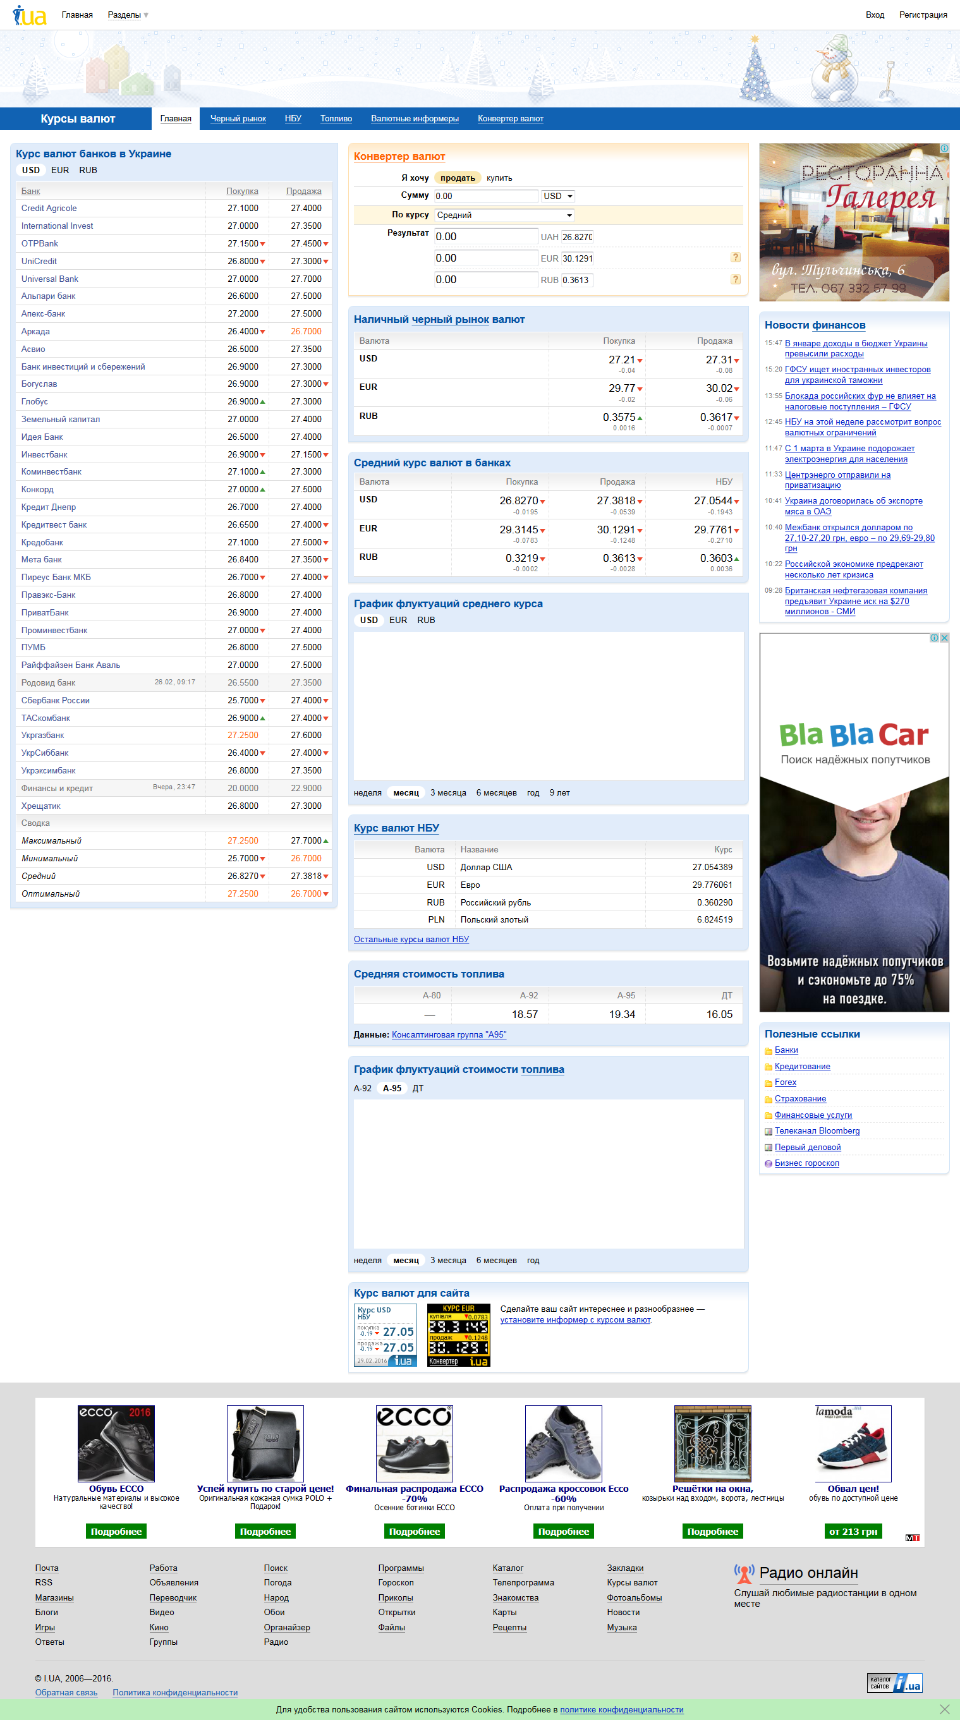 i.ua Главная Разделы ▾ Вход Регистрация
Курсы валют Главная Черный рынок НБУ Топливо Валютные информеры Конвертер валют
Курс валют банков в Украине
USD EUR RUB
Банк Покупка Продажа
Credit Agricole 27.1000 27.4000
International Invest 27.0000 27.3500
OTPBank 27.1500 27.4500
UniCredit 26.8000 27.3000
Universal Bank 27.0000 27.7000
Альпари банк 26.6000 27.5000
Апекс-банк 27.2000 27.5000
Аркада 26.4000 26.7000
Асвио 26.5000 27.3500
Банк инвестиций и сбережений 26.9000 27.4000
Богуслав 26.9000 27.3000
Глобус 26.9000 27.3000
Земельный капитал 27.0000 27.4000
Идея Банк 26.5000 27.4000
Инвестбанк 26.9000 27.1500
Коминвестбанк 27.1000 27.3000
Конкорд 27.0000 27.5000
Кредит Днепр 26.7000 27.4000
Кредитвест банк 26.6500 27.4000
Кредобанк 27.1000 27.5000
Мета банк 26.8400 27.3500
Пиреус Банк МКБ 26.7000 27.4000
Правэкс-Банк 26.8000 27.4000
ПриватБанк 26.9000 27.4000
Проминвестбанк 27.0000 27.4000
ПУМБ 26.8000 27.5000
Райффайзен Банк Аваль 27.0000 27.5000
Родовид банк 26.02, 09:17 26.5500 27.3500
Сбербанк России 25.7000 27.4000
ТАСкомбанк 26.9000 27.4000
Укргазбанк 27.2500 27.6000
УкрСиббанк 26.4000 27.4000
Укрэксимбанк 26.8000 27.3500
Финансы и кредит Вчера, 23:47 20.0000 22.9000
Хрещатик 26.8000 27.3000
Сводка
Максимальный 27.2500 27.7000
Минимальный 25.7000 26.7000
Средний 26.8270 27.3818
Оптимальный 27.2500 26.7000
Конвертер валют
Я хочу продать купить
Сумму 0.00 USD
По курсу Средний
Результат 0.00 UAH 26.8270
0.00 EUR 30.1291 ?
0.00 RUB 0.3613 ?
Наличный черный рынок валют
Валюта Покупка Продажа
USD 27.21 27.31
-0.04 -0.08
EUR 29.77 30.02
-0.02 -0.06
RUB 0.3575 0.3617
0.0016 -0.0007
Средний курс валют в банках
Валюта Покупка Продажа НБУ
USD 26.8270 27.3818 27.0544
-0.0195 -0.0539 -0.1943
EUR 29.3145 30.1291 29.7761
-0.0783 -0.1248 -0.2710
RUB 0.3219 0.3613 0.3603
-0.0002 -0.0028 0.0036
График флуктуаций среднего курса
USD EUR RUB
неделя месяц 3 месяца 6 месяцев год 9 лет
Курс валют НБУ
Валюта Название Курс
USD Доллар США 27.054389
EUR Евро 29.776061
RUB Российский рубль 0.360290
PLN Польский злотый 6.824519
Остальные курсы валют НБУ
Средняя стоимость топлива
А-80 А-92 А-95 ДТ
— 18.57 19.34 16.05
Данные: Консалтинговая группа "А95"
График флуктуаций стоимости топлива
А-92 А-95 ДТ
неделя месяц 3 месяца 6 месяцев год
Курс валют для сайта
Курс USD
НБУ
покупка
-0.19 27.05
продажа
-0.19 27.05
29.02.2016 i.ua
КУРС EUR
купівля 0.0783
29.3145
продаж 0.1248
30.1291
Конвертер i.ua
Сделайте ваш сайт интереснее и разнообразнее —
установите информер с курсом валют.
РЕСТОРАННА
Галерея
вул. Тульчинська, 6
ТЕЛ. 067 332 57 99
Новости финансов
15:47 В январе доходы в бюджет Украины
превысили расходы
15:20 ГФСУ ищет иностранных инвесторов
для украинской таможни
13:55 Блокада российских фур не влияет на
налоговые поступления – ГФСУ
12:45 НБУ на этой неделе рассмотрит вопрос
валютных ограничений
11:47 С 1 марта в Украине подорожает
электроэнергия для населения
11:33 Центрэнерго отправили на
приватизацию
10:41 Украина договорилась об экспорте
мяса в ОАЭ
10:40 Межбанк открылся долларом по
27,10-27,20 грн, евро – по 29,69-29,80
грн
10:22 Российской экономике предрекают
несколько лет кризиса
09:26 Британская нефтегазовая компания
предъявит Украине иск на $270
миллионов - СМИ
Bla Bla Car
Поиск надёжных попутчиков
Возьмите надёжных попутчиков
и сэкономьте до 75%
на поездке.
Полезные ссылки
Банки
Кредитование
Forex
Страхование
Финансовые услуги
Телеканал Bloomberg
Первый деловой
Бизнес гороскоп
ecco 2016
Обувь ECCO
Натуральные материалы и высокое
качество!
Подробнее
Успей купить по старой цене!
Оригинальная кожаная сумка POLO +
Подарок!
Подробнее
ecco
Финальная распродажа ECCO
-70%
Осенние ботинки ECCO
Подробнее
Распродажа кроссовок Ecco
-60%
Оплата при получении
Подробнее
Решётки на окна,
козырьки над входом, ворота, лестницы
Подробнее
lamoda
Обвал цен!
обувь по доступной цене
от 213 грн
МТ
Почта Работа Поиск Программы Каталог Закладки
RSS Объявления Погода Гороскоп Телепрограмма Курсы валют
Магазины Переводчик Народ Приколы Знакомства Фотоальбомы
Блоги Видео Обои Открытки Карты Новости
Игры Кино Органайзер Файлы Рецепты Музыка
Ответы Группы Радио
Радио онлайн
Слушай любимые радиостанции в одном
месте
© I.UA, 2006—2016.
Обратная связь Политика конфиденциальности
каталог
сайтов i.ua
Для удобства пользования сайтом используются Cookies. Подробнее в политике конфиденциальности